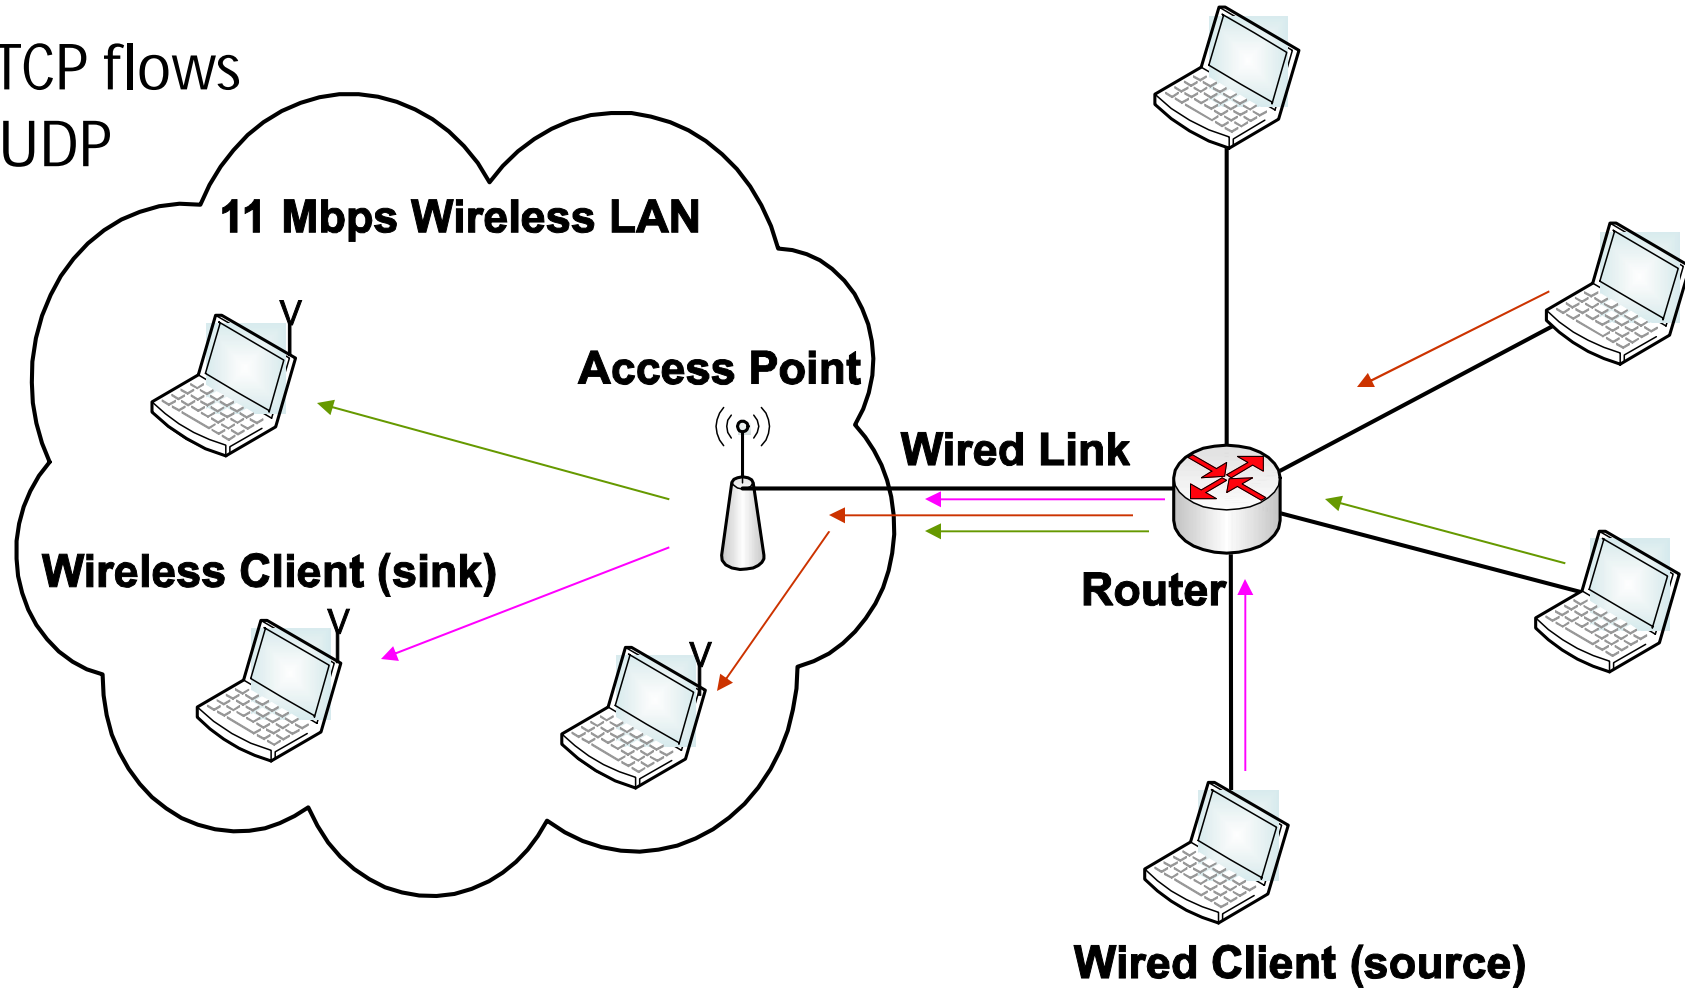 TCP flows
UDP
11 Mbps Wireless LAN
Access Point
Wired Link
Wireless Client (sink)
Router
Wired Client (source)